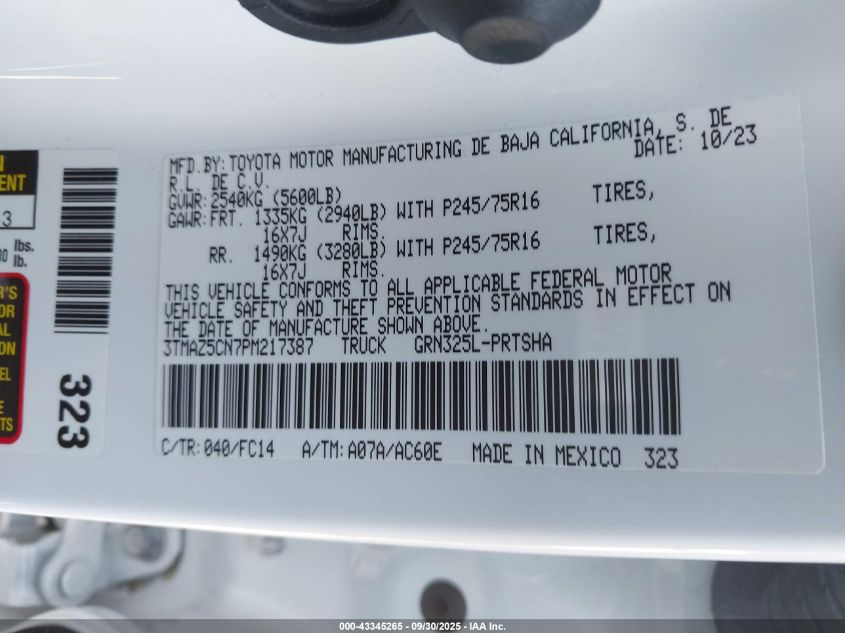 MFD.BY: TOYOTA MOTOR MANUFACTURING DE BAJA CALIFORNIA, S. DE
R.L. DE C.V. DATE: 10/23
GVWR: 2540KG (5600LB)
GAWR: FRT. 1335KG (2940LB) WITH P245/75R16 TIRES,
16X7J RIMS.
RR. 1490KG (3280LB) WITH P245/75R16 TIRES,
16X7J RIMS.
THIS VEHICLE CONFORMS TO ALL APPLICABLE FEDERAL MOTOR
VEHICLE SAFETY AND THEFT PREVENTION STANDARDS IN EFFECT ON
THE DATE OF MANUFACTURE SHOWN ABOVE.
3TMAZ5CN7PM217387 TRUCK GRN325L-PRTSHA
C/TR: 040/FC14 A/TM: A07A/AC60E MADE IN MEXICO 323
323
lbs.
lb.
000-43345265 - 09/30/2025 - IAA Inc.